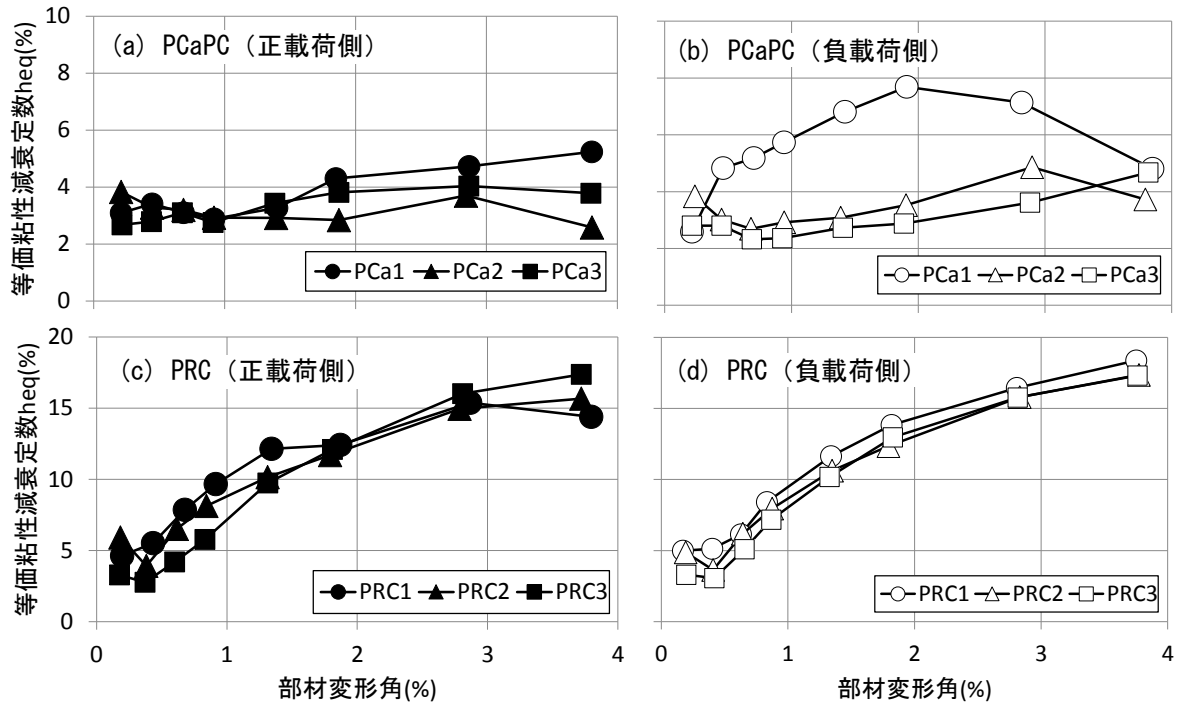 10
8
6
4
2
0
等価粘性減衰定数heq(%)
(a) PCaPC（正載荷側）
PCa1 PCa2 PCa3
(b) PCaPC（負載荷側）
PCa1 PCa2 PCa3
20
15
10
5
0
等価粘性減衰定数heq(%)
(c) PRC（正載荷側）
PRC1 PRC2 PRC3
0 1 2 3 4
部材変形角(%)
(d) PRC（負載荷側）
PRC1 PRC2 PRC3
0 1 2 3 4
部材変形角(%)